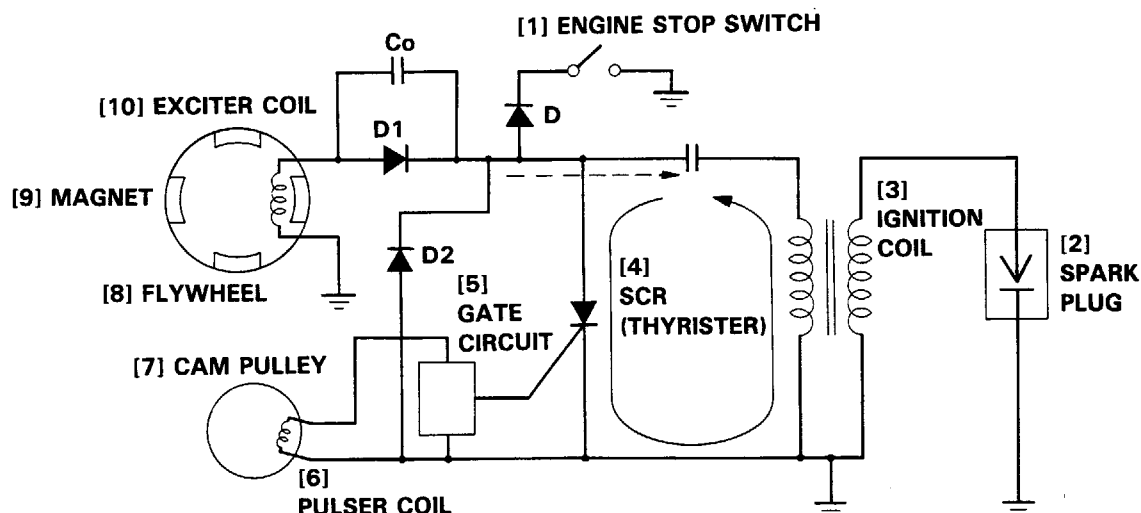 [1] ENGINE STOP SWITCH
Co
[10] EXCITER COIL
D1
D
[9] MAGNET
[3]
IGNITION
COIL
[2]
SPARK
PLUG
D2
[4]
SCR
(THYRISTER)
[8] FLYWHEEL
[5]
GATE
CIRCUIT
[7] CAM PULLEY
[6]
PULSER COIL